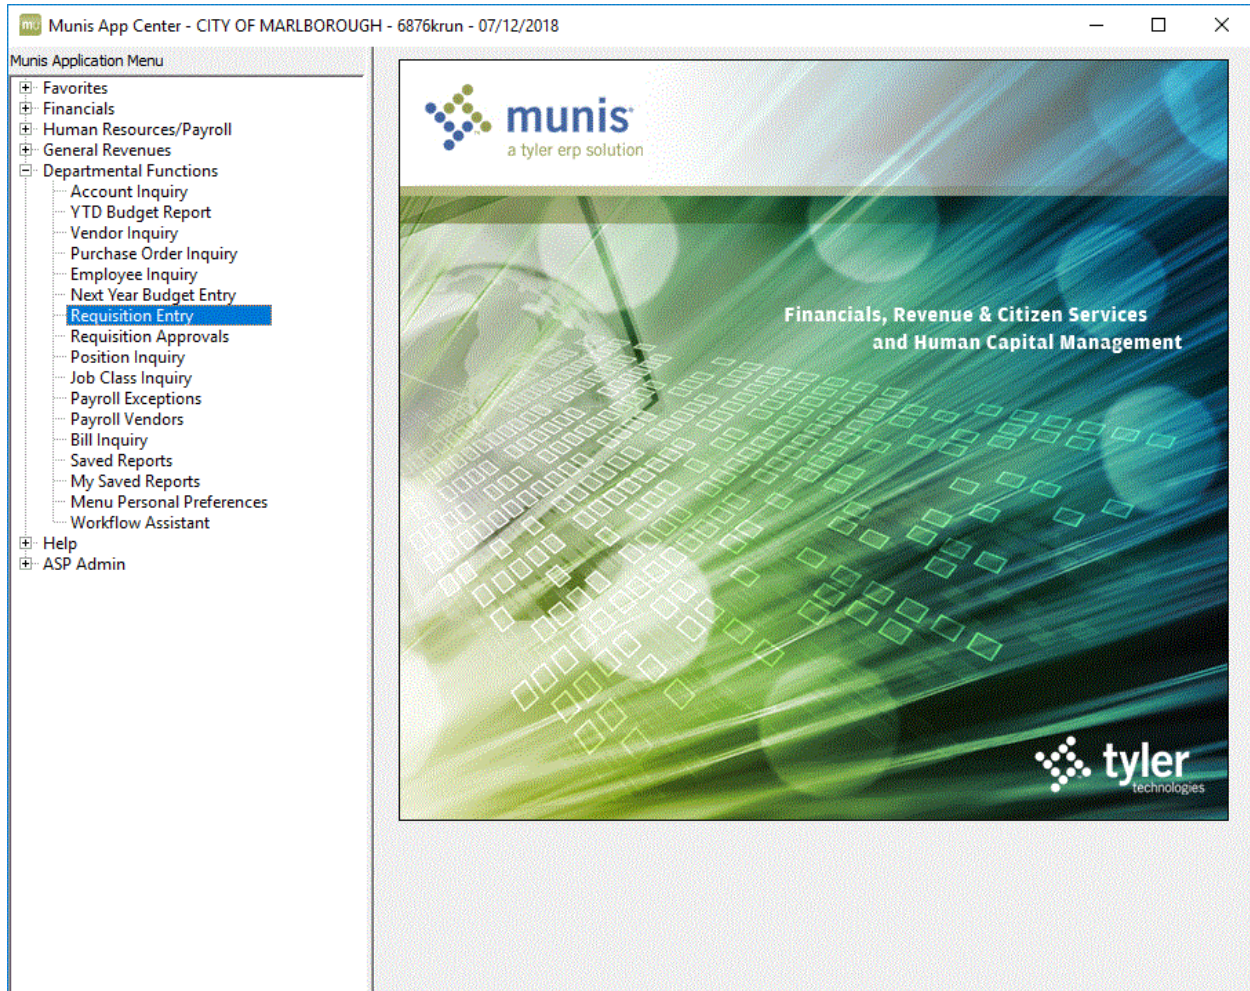 Munis App Center - CITY OF MARLBOROUGH - 6876krun - 07/12/2018
Munis Application Menu
Favorites
Financials
Human Resources/Payroll
General Revenues
Departmental Functions
Account Inquiry
YTD Budget Report
Vendor Inquiry
Purchase Order Inquiry
Employee Inquiry
Next Year Budget Entry
Requisition Entry
Requisition Approvals
Position Inquiry
Job Class Inquiry
Payroll Exceptions
Payroll Vendors
Bill Inquiry
Saved Reports
My Saved Reports
Menu Personal Preferences
Workflow Assistant
Help
ASP Admin
munis
a tyler erp solution
Financials, Revenue & Citizen Services
and Human Capital Management
tyler
technologies